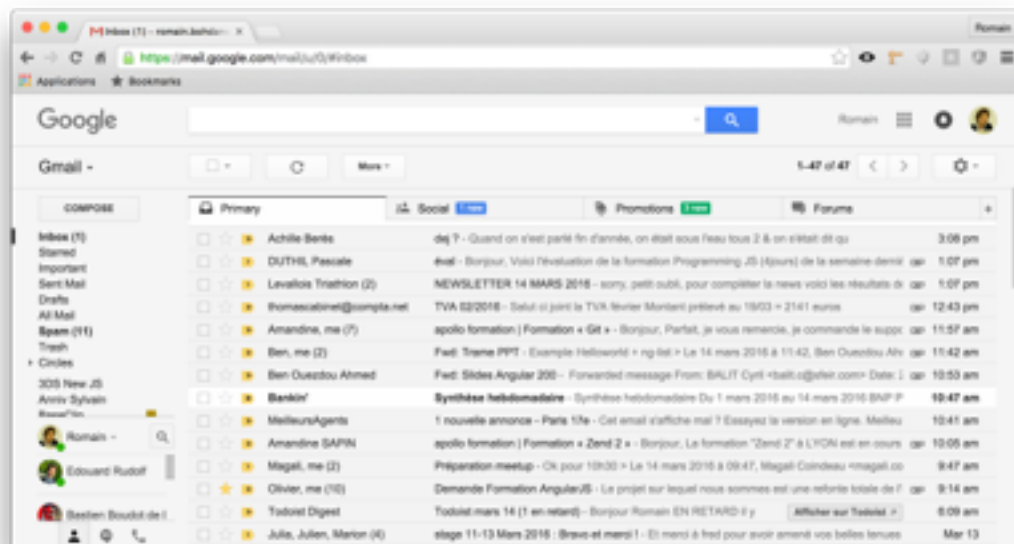 Inbox (1) - romain.bohdan
Romain
https://mail.google.com/mail/u/0/#inbox
Applications Bookmarks
Google
Romain
Gmail
More
1-47 of 47
COMPOSE
Primary
Social 1 new
Promotions
Forums
Inbox (1)
Starred
Important
Sent Mail
Drafts
All Mail
Spam (11)
Trash
Circles
3DS New JS
Anniv Sylvain
Romain
Edouard Rudolf
Bastien Boudot de l
Achille Berès dej ? - Quand on s'est parlé fin d'année, on était sous l'eau tous 2 & on s'était dit qu 3:08 pm
DUTHIL Pascale éval - Bonjour, Voici l'évaluation de la formation Programming JS (4jours) de la semaine derniè 1:07 pm
Levallois Triathlon (2) NEWSLETTER 14 MARS 2016 - sorry, petit oubli, pour compléter la news voici les résultats de 1:07 pm
thomascabinet@compta.net TVA 02/2016 - Salut ci joint la TVA février Montant prélevé au 19/03 = 2141 euros 12:43 pm
Amandine, me (7) apollo formation | Formation « Git » - Bonjour, Parfait, je vous remercie, je commande le suppo 11:57 am
Ben, me (2) Fwd: Trame PPT - Example Helloworld + ng-list > Le 14 mars 2016 à 11:42, Ben Ouezdou Ahm 11:42 am
Ben Ouezdou Ahmed Fwd: Slides Angular 200 - Forwarded message From: BALIT Cyril 10:53 am
Bankin' Synthèse hebdomadaire - Synthèse hebdomadaire Du 1 mars 2016 au 14 mars 2016 BNP P 10:47 am
MeilleursAgents 1 nouvelle annonce - Paris 17e - Cet email s'affiche mal ? Essayez la version en ligne. Meilleu 10:41 am
Amandine SAPIN apollo formation | Formation « Zend 2 » - Bonjour, La formation "Zend 2" à LYON est en cours 10:05 am
Magali, me (2) Préparation meetup - Ok pour 10h30 > Le 14 mars 2016 à 09:47, Magali Coindeau 9:47 am
Olivier, me (10) Demande Formation AngularJS - Le projet sur lequel nous sommes est une refonte totale de l' 9:14 am
Todoist Digest Todoist mars 14 (1 en retard) - Bonjour Romain EN RETARD Il y Afficher sur Todoist 6:09 am
Julia, Julien, Marion (4) stage 11-13 Mars 2016 : Bravo et merci ! - Et merci à fred pour avoir amené vos belles tenues Mar 13